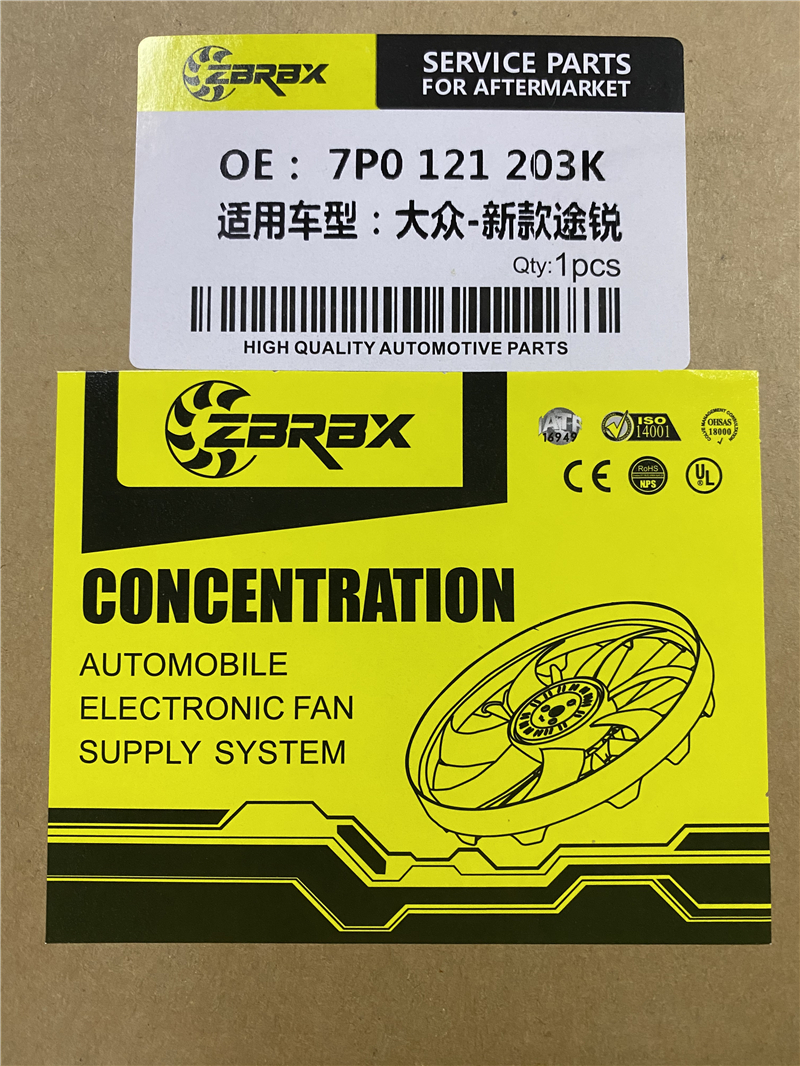 ZBRBX
SERVICE PARTS
FOR AFTERMARKET
OE： 7P0 121 203K
适用车型：大众-新款途锐
Qty:1pcs
HIGH QUALITY AUTOMOTIVE PARTS
ZBRBX
IATF
16949
ISO
14001
OHSAS
18000
CE
RoHS
NPS
UL
®
CONCENTRATION
AUTOMOBILE
ELECTRONIC FAN
SUPPLY SYSTEM